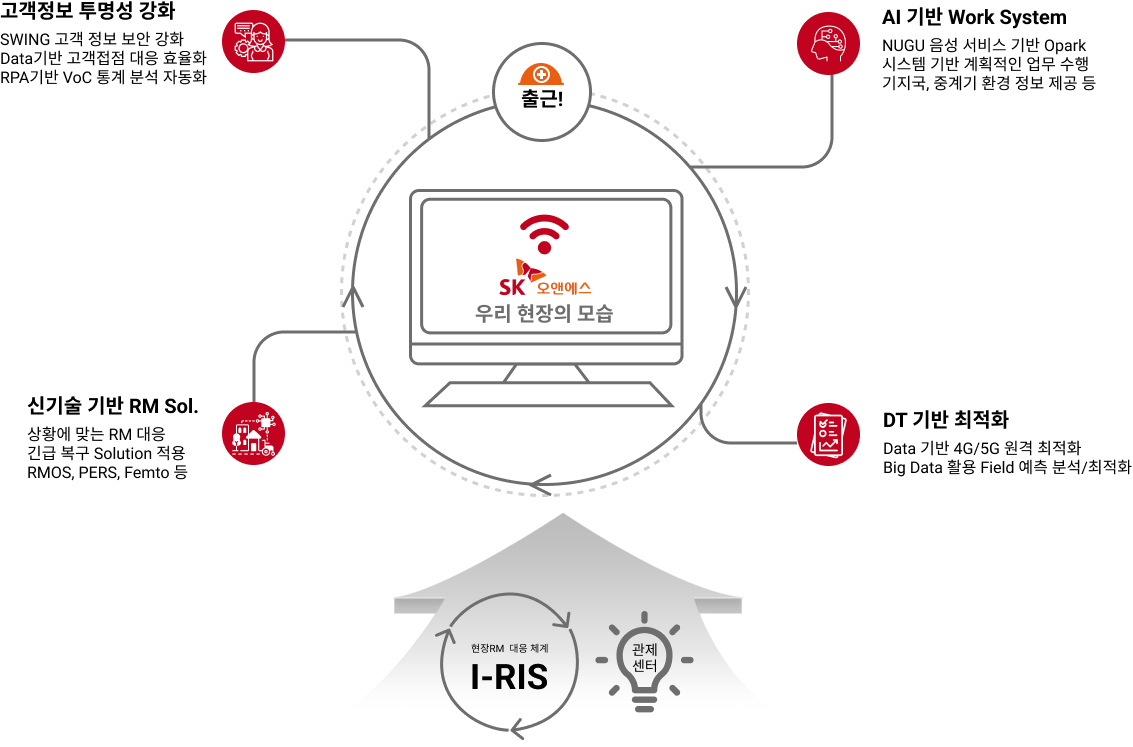 고객정보 투명성 강화
SWING 고객 정보 보안 강화
Data기반 고객접점 대응 효율화
RPA기반 VoC 통계 분석 자동화
AI 기반 Work System
NUGU 음성 서비스 기반 Opark
시스템 기반 계획적인 업무 수행
기지국, 중계기 환경 정보 제공 등
출근!
SK 오앤에스
우리 현장의 모습
신기술 기반 RM Sol.
상황에 맞는 RM 대응
긴급 복구 Solution 적용
RMOS, PERS, Femto 등
DT 기반 최적화
Data 기반 4G/5G 원격 최적화
Big Data 활용 Field 예측 분석/최적화
현장RM 대응 체계
I-RIS
관제
센터